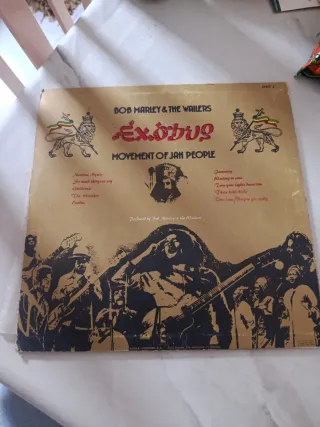 BOB MARLEY & THE WAILERS
Exodus
MOVEMENT OF JAH PEOPLE
Natural Mystic
So much things to say
Guiltiness
The Heathen
Exodus
Jamming
Waiting in vain
Turn your lights down low
Three little birds
One Love/People get ready
Produced by Bob Marley & the Wailers